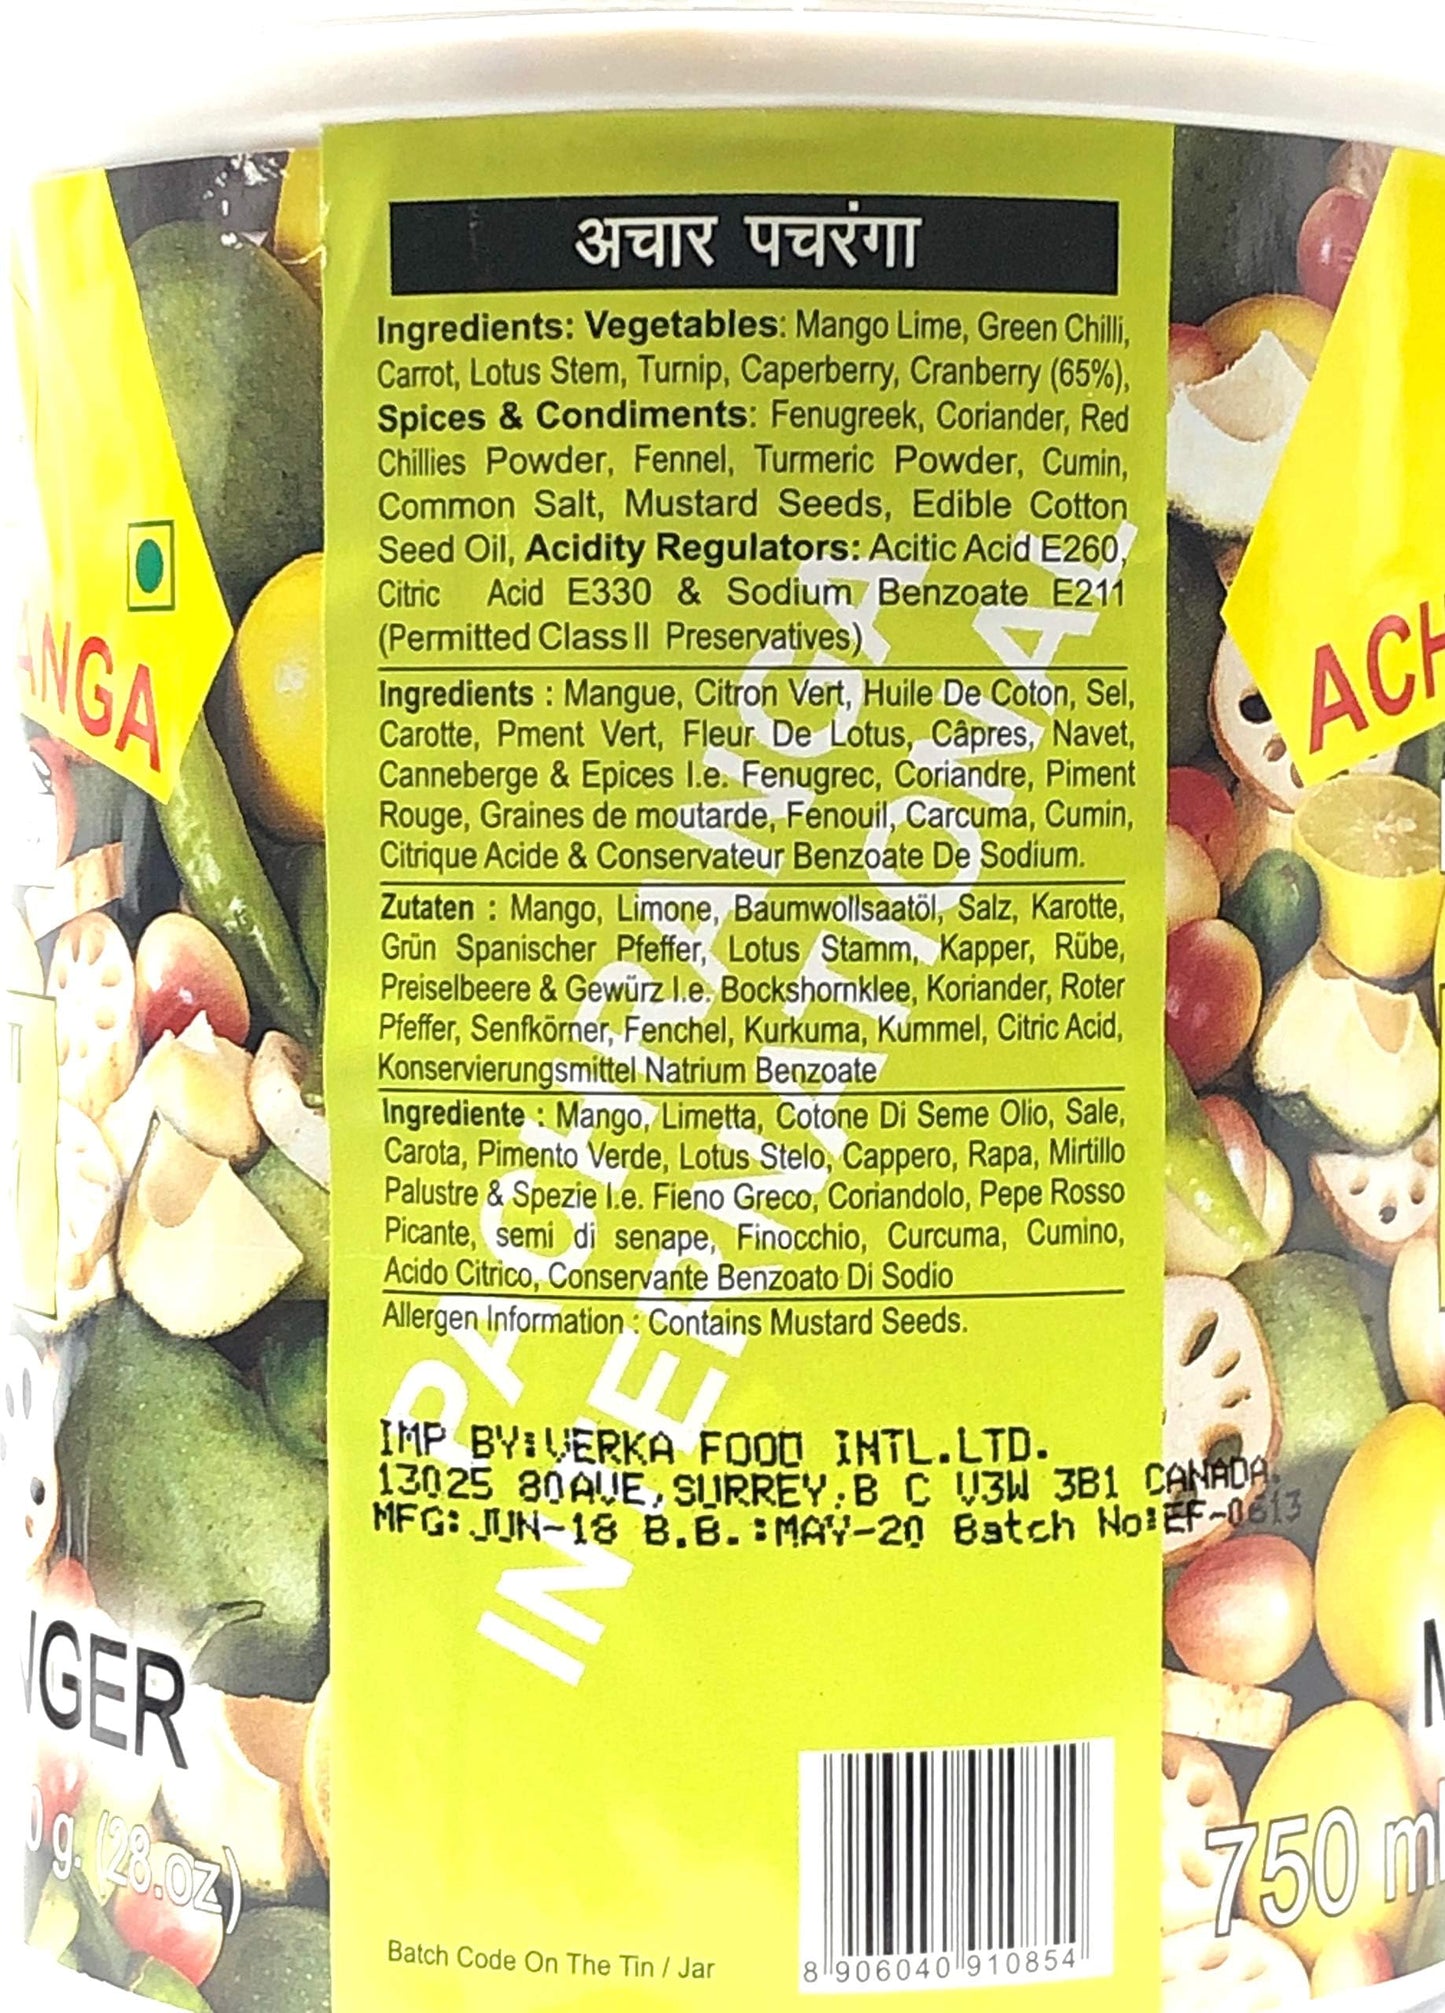 अचार पचरंगा
Ingredients: Vegetables: Mango Lime, Green Chilli,
Carrot, Lotus Stem, Turnip, Caperberry, Cranberry (65%),
Spices & Condiments: Fenugreek, Coriander, Red
Chillies Powder, Fennel, Turmeric Powder, Cumin,
Common Salt, Mustard Seeds, Edible Cotton
Seed Oil, Acidity Regulators: Acitic Acid E260,
Citric Acid E330 & Sodium Benzoate E211
(Permitted Class II Preservatives)
Ingredients : Mangue, Citron Vert, Huile De Coton, Sel,
Carotte, Pment Vert, Fleur De Lotus, Câpres, Navet,
Canneberge & Epices I.e. Fenugrec, Coriandre, Piment
Rouge, Graines de moutarde, Fenouil, Carcuma, Cumin,
Citrique Acide & Conservateur Benzoate De Sodium.
Zutaten : Mango, Limone, Baumwollsaatöl, Salz, Karotte,
Grün Spanischer Pfeffer, Lotus Stamm, Kapper, Rübe,
Preiselbeere & Gewürz I.e. Bockshornklee, Koriander, Roter
Pfeffer, Senfkörner, Fenchel, Kurkuma, Kummel, Citric Acid,
Konservierungsmittel Natrium Benzoate
Ingrediente : Mango, Limetta, Cotone Di Seme Olio, Sale,
Carota, Pimento Verde, Lotus Stelo, Cappero, Rapa, Mirtillo
Palustre & Spezie I.e. Fieno Greco, Coriandolo, Pepe Rosso
Picante, semi di senape, Finocchio, Curcuma, Cumino,
Acido Citrico, Conservante Benzoato Di Sodio
Allergen Information : Contains Mustard Seeds.
PACHRANGA
INTERNATIONAL
IMP BY:VERKA FOOD INTL.LTD.
13025 80AVE,SURREY.B C V3W 3B1 CANADA.
MFG:JUN-18 B.B.:MAY-20 Batch No:EF-0613
Batch Code On The Tin / Jar
8 906040 910854
ANGA
NGER
0 g. (28.oz)
ACH
750 ml